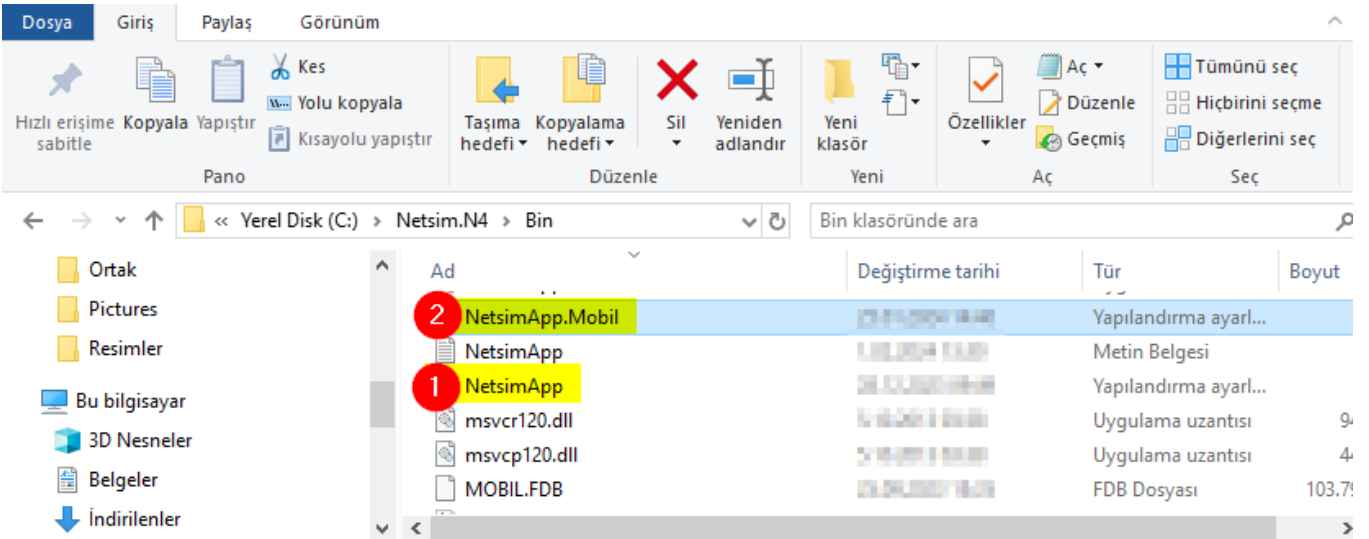 Dosya Giriş Paylaş Görünüm
Hızlı erişime sabitle
Kopyala
Yapıştır
Kes
Yolu kopyala
Kısayolu yapıştır
Pano
Taşıma hedefi
Kopyalama hedefi
Sil
Yeniden adlandır
Düzenle
Yeni klasör
Yeni
Özellikler
Aç
Düzenle
Geçmiş
Aç
Tümünü seç
Hiçbirini seçme
Diğerlerini seç
Seç
« Yerel Disk (C:) > Netsim.N4 > Bin
Bin klasöründe ara
Ortak
Pictures
Resimler
Bu bilgisayar
3D Nesneler
Belgeler
İndirilenler
Ad Değiştirme tarihi Tür Boyut
2 NetsimApp.Mobil Yapılandırma ayarl...
NetsimApp Metin Belgesi
1 NetsimApp Yapılandırma ayarl...
msvcr120.dll Uygulama uzantısı
msvcp120.dll Uygulama uzantısı
MOBIL.FDB FDB Dosyası